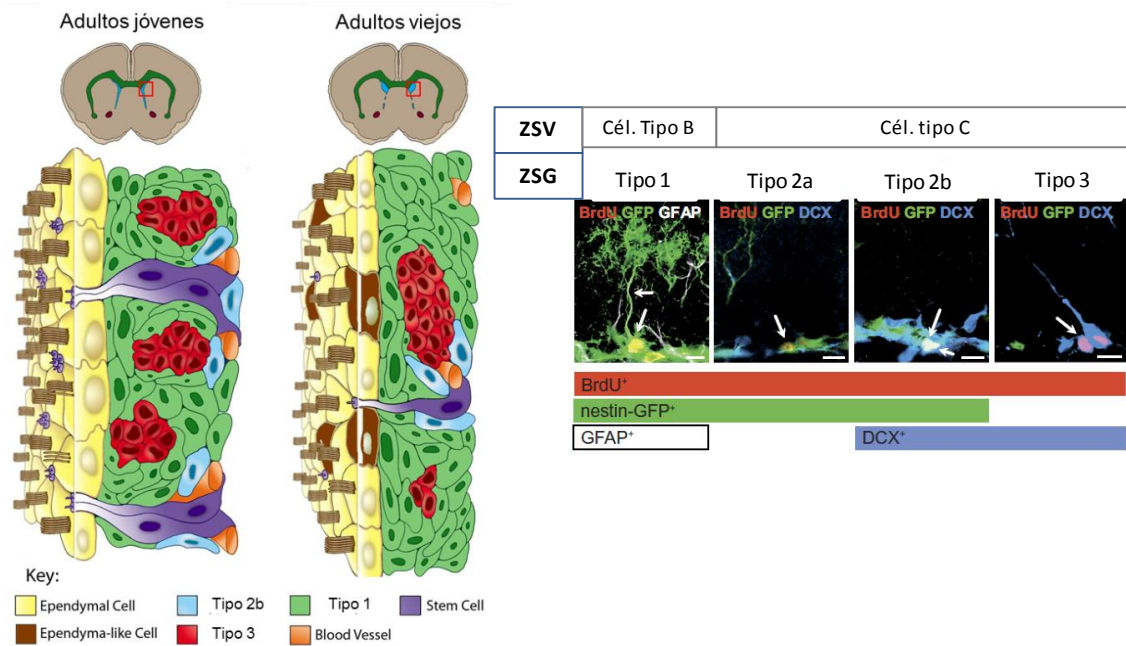 Adultos jóvenes
Adultos viejos
ZSV
Cél. Tipo B
Cél. tipo C
ZSG
Tipo 1
Tipo 2a
Tipo 2b
Tipo 3
BrdU GFP GFAP
BrdU GFP DCX
BrdU GFP DCX
BrdU GFP DCX
BrdU⁺
nestin-GFP⁺
GFAP⁺
DCX⁺
Key:
Ependymal Cell
Tipo 2b
Tipo 1
Stem Cell
Ependyma-like Cell
Tipo 3
Blood Vessel